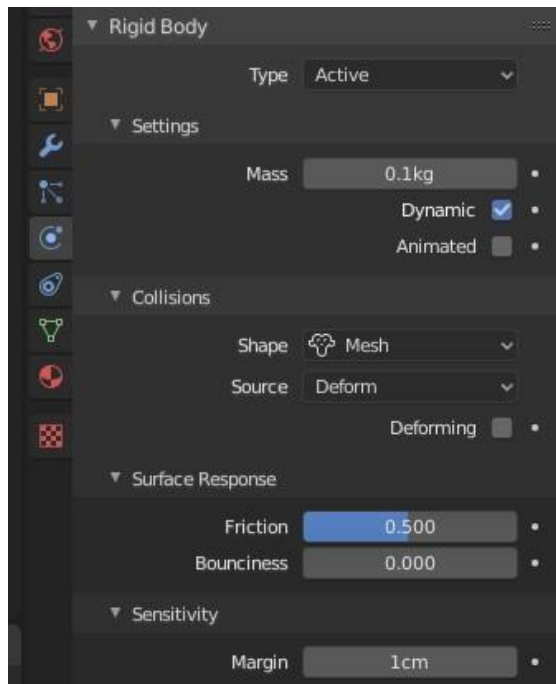 Rigid Body
Type Active
Settings
Mass 0.1kg
Dynamic
Animated
Collisions
Shape Mesh
Source Deform
Deforming
Surface Response
Friction 0.500
Bounciness 0.000
Sensitivity
Margin 1cm